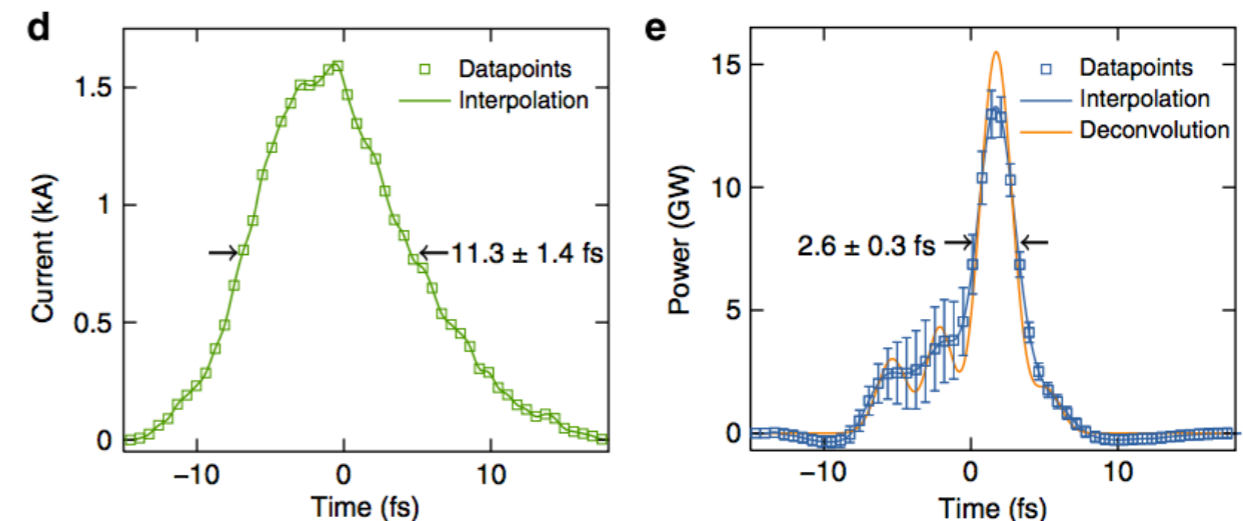 d
Current (kA)
1.5
1
0.5
0
Datapoints
Interpolation
11.3 ± 1.4 fs
−10
0
10
Time (fs)
e
Power (GW)
15
10
5
0
Datapoints
Interpolation
Deconvolution
2.6 ± 0.3 fs
−10
0
10
Time (fs)